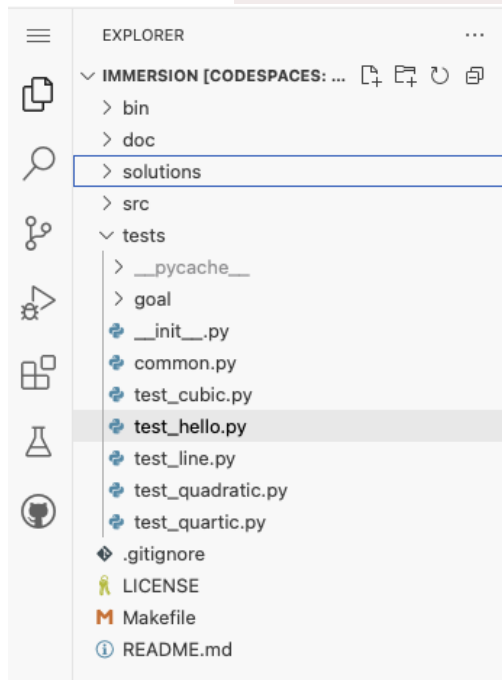 EXPLORER ...
IMMERSION [CODESPACES: ...
bin
doc
solutions
src
tests
__pycache__
goal
__init__.py
common.py
test_cubic.py
test_hello.py
test_line.py
test_quadratic.py
test_quartic.py
.gitignore
LICENSE
M Makefile
README.md